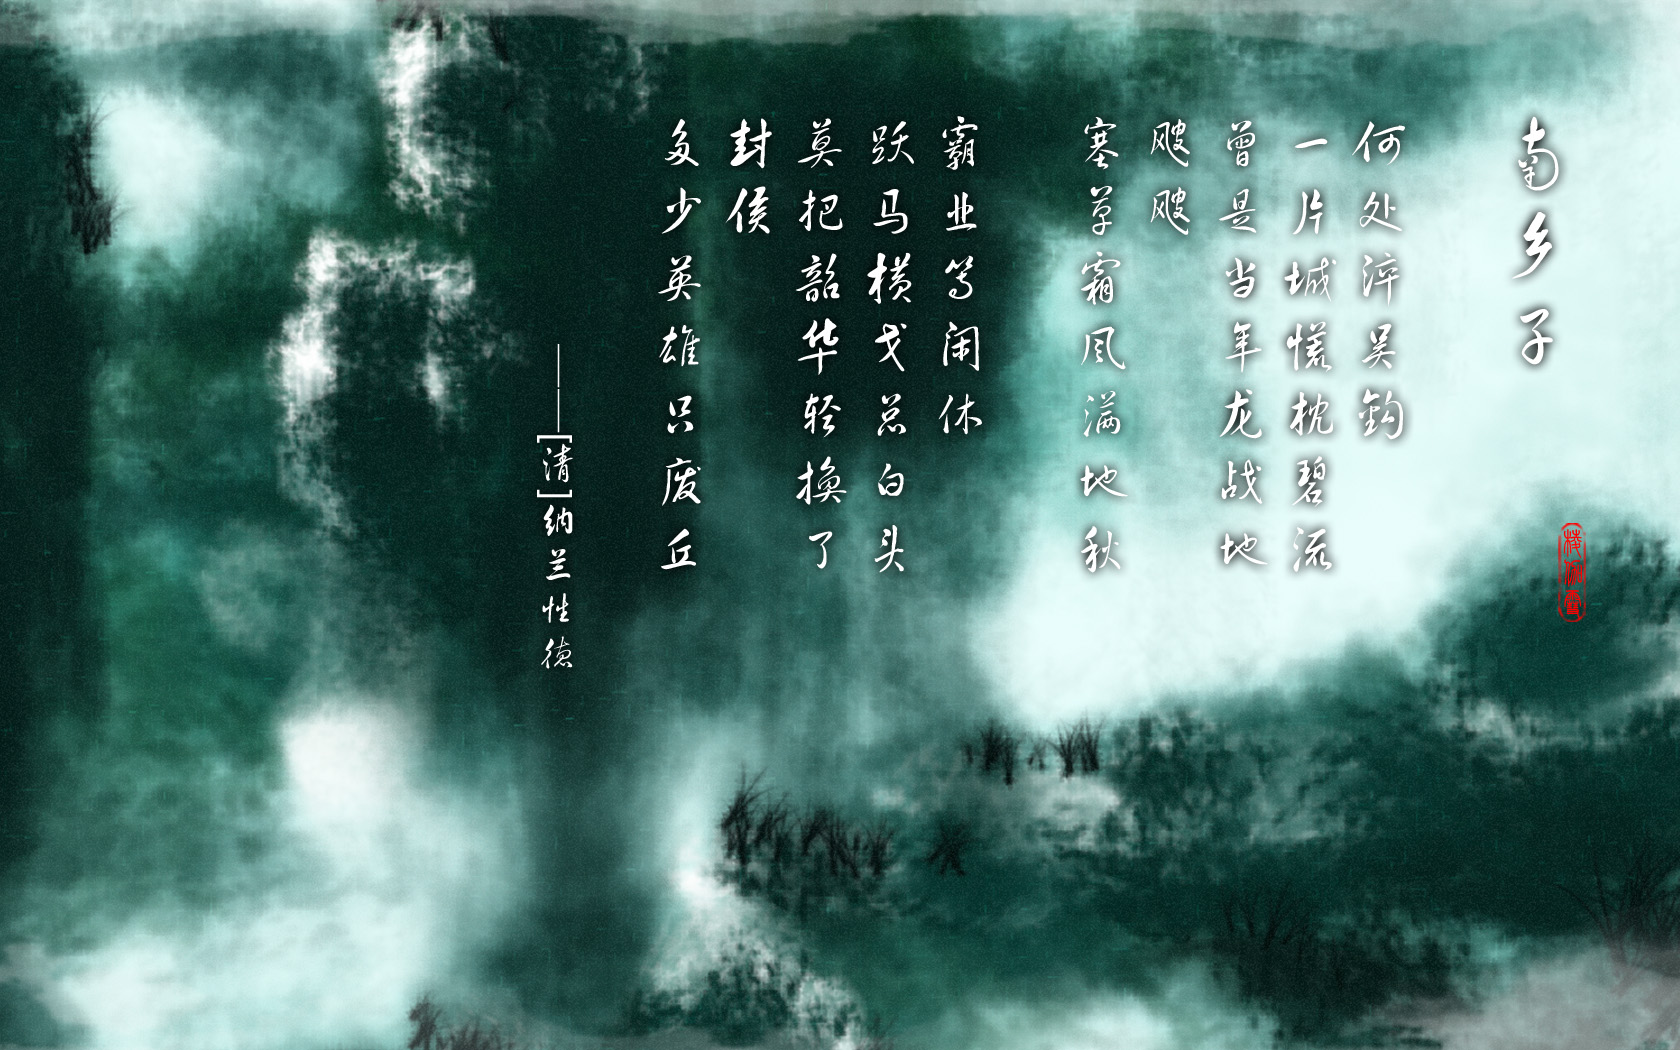 南乡子
何处淬吴钩
一片城慌枕碧流
曾是当年龙战地
飕飕
塞草霜风满地秋
霸业等闲休
跃马横戈总白头
莫把韶华轻换了
封侯
多少英雄只废丘
——[清]纳兰性德